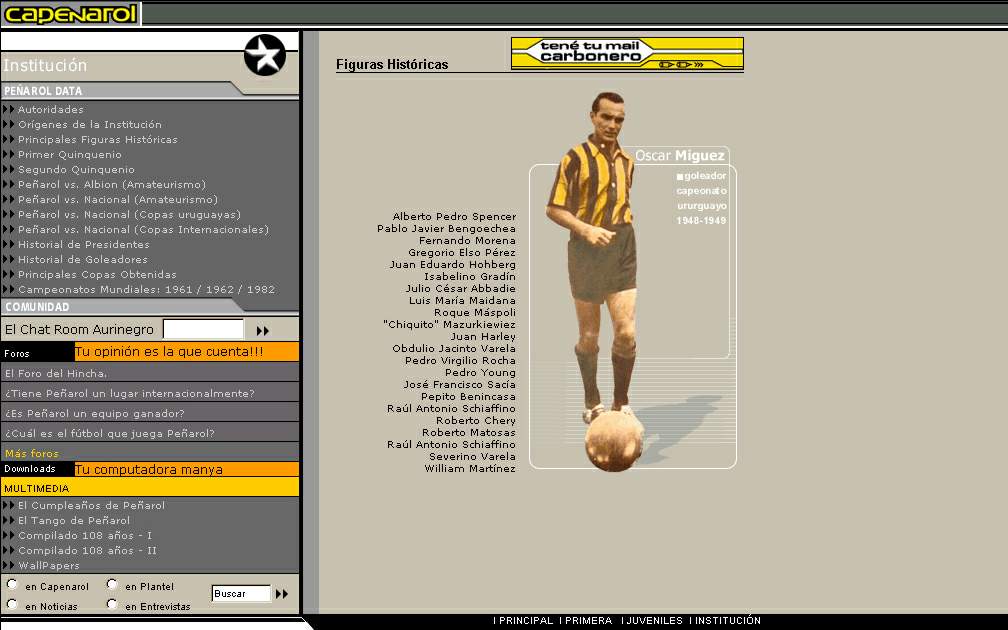 CAPENAROL
Institución
PEÑAROL DATA
Autoridades
Orígenes de la Institución
Principales Figuras Históricas
Primer Quinquenio
Segundo Quinquenio
Peñarol vs. Albion (Amateurismo)
Peñarol vs. Nacional (Amateurismo)
Peñarol vs. Nacional (Copas uruguayas)
Peñarol vs. Nacional (Copas Internacionales)
Historial de Presidentes
Historial de Goleadores
Principales Copas Obtenidas
Campeonatos Mundiales: 1961 / 1962 / 1982
COMUNIDAD
El Chat Room Aurinegro
Foros Tu opinión es la que cuenta!!!
El Foro del Hincha.
¿Tiene Peñarol un lugar internacionalmente?
¿Es Peñarol un equipo ganador?
¿Cuál es el fútbol que juega Peñarol?
Más foros
Downloads Tu computadora manya
MULTIMEDIA
El Cumpleaños de Peñarol
El Tango de Peñarol
Compilado 108 años - I
Compilado 108 años - II
WallPapers
en Capenarol en Plantel Buscar
en Noticias en Entrevistas
Figuras Históricas
tené tu mail
carbonero
Oscar Miguez
goleador
capeonato
ururguayo
1948-1949
Alberto Pedro Spencer
Pablo Javier Bengoechea
Fernando Morena
Gregorio Elso Pérez
Juan Eduardo Hohberg
Isabelino Gradín
Julio César Abbadie
Luis María Maidana
Roque Máspoli
"Chiquito" Mazurkiewiez
Juan Harley
Obdulio Jacinto Varela
Pedro Virgilio Rocha
Pedro Young
José Francisco Sacía
Pepito Benincasa
Raúl Antonio Schiaffino
Roberto Chery
Roberto Matosas
Raúl Antonio Schiaffino
Severino Varela
William Martínez
I PRINCIPAL I PRIMERA I JUVENILES I INSTITUCIÓN